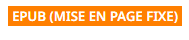 EPUB (MISE EN PAGE FIXE)